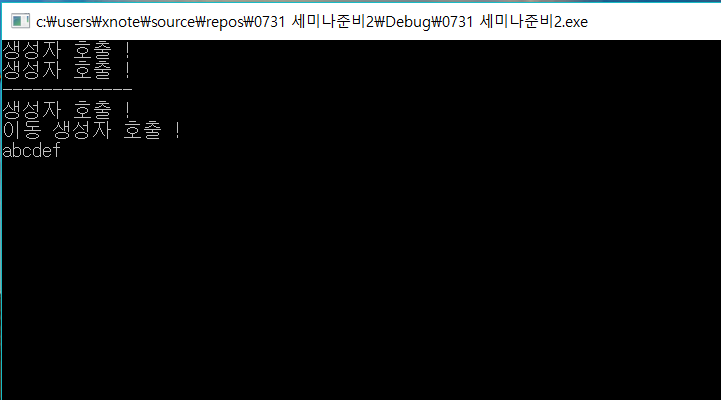 c:₩users₩xnote₩source₩repos₩0731 세미나준비2₩Debug₩0731 세미나준비2.exe
생성자 호출 !
생성자 호출 !
-------------
생성자 호출 !
이동 생성자 호출 !
abcdef